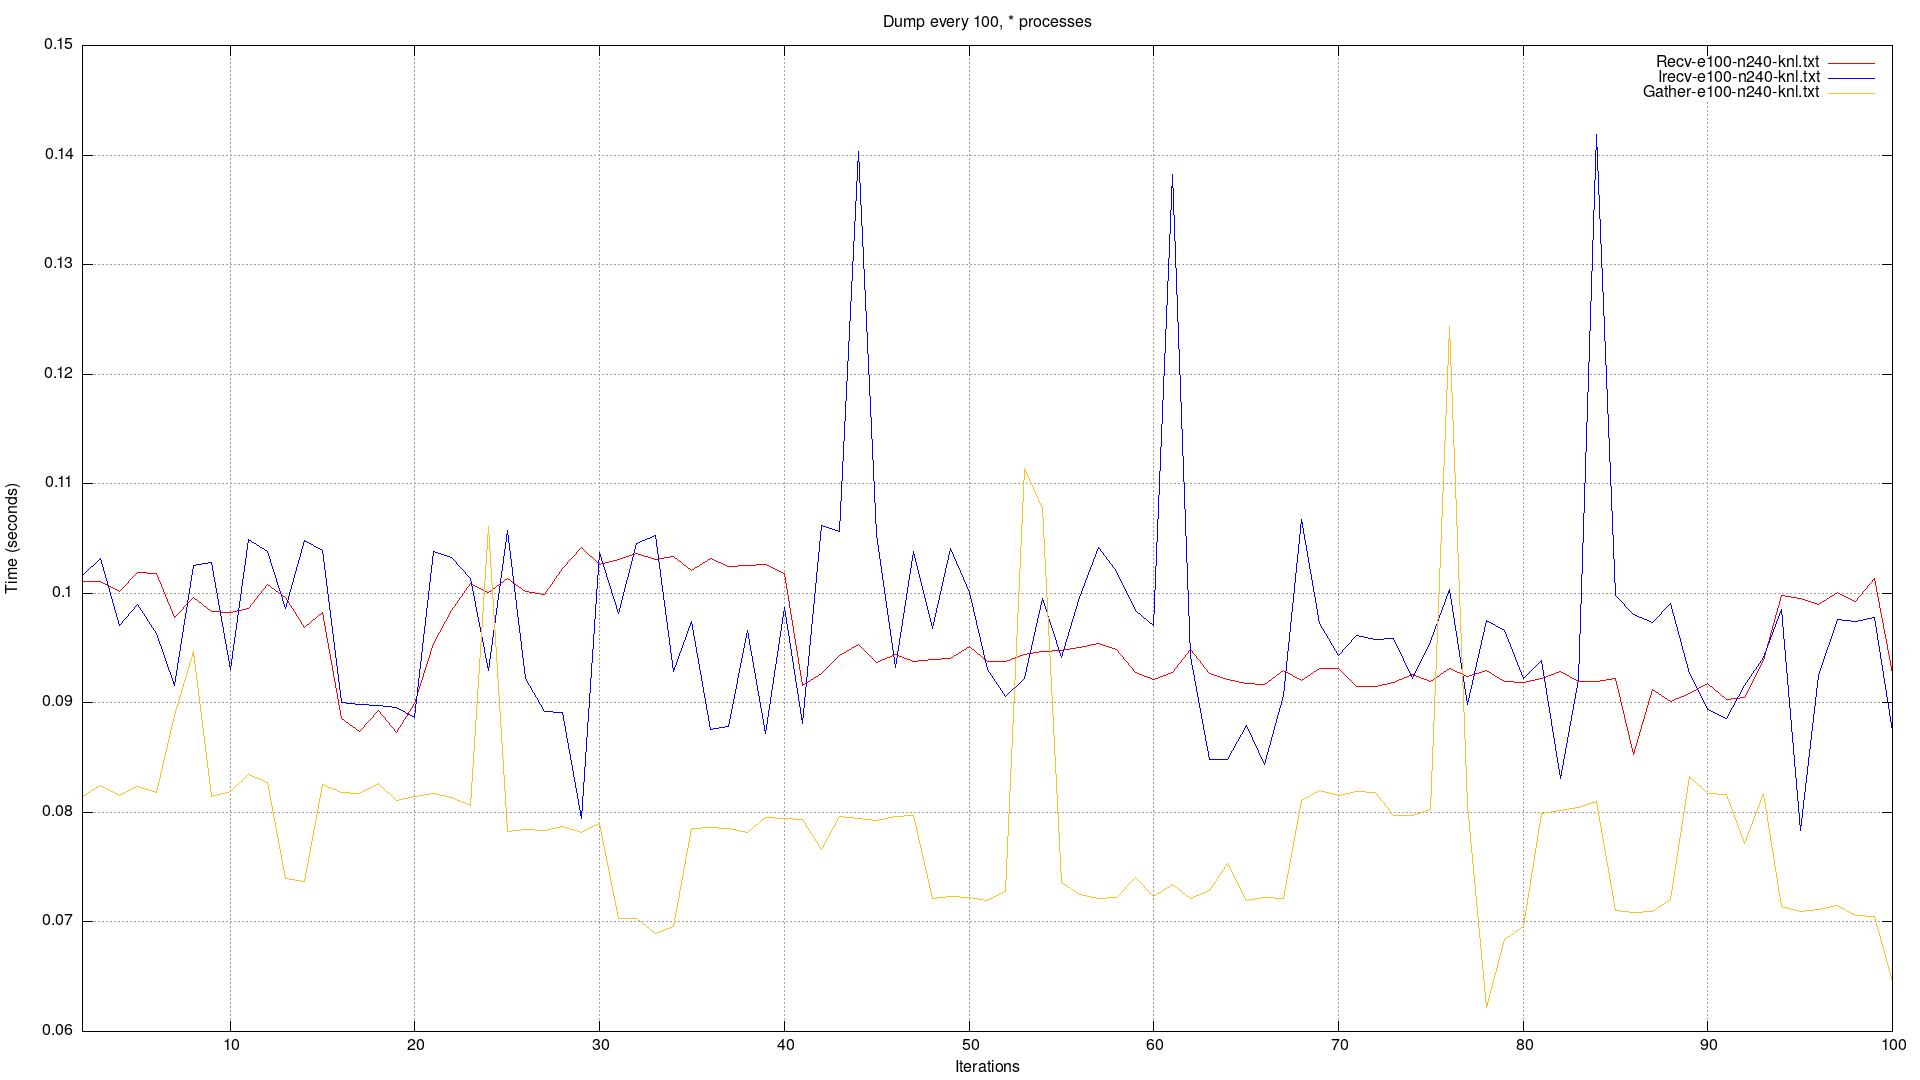 Dump every 100, * processes
Recv-e100-n240-knl.txt
Irecv-e100-n240-knl.txt
Gather-e100-n240-knl.txt
Time (seconds)
0.15
0.14
0.13
0.12
0.11
0.1
0.09
0.08
0.07
0.06
10 20 30 40 50 60 70 80 90 100
Iterations